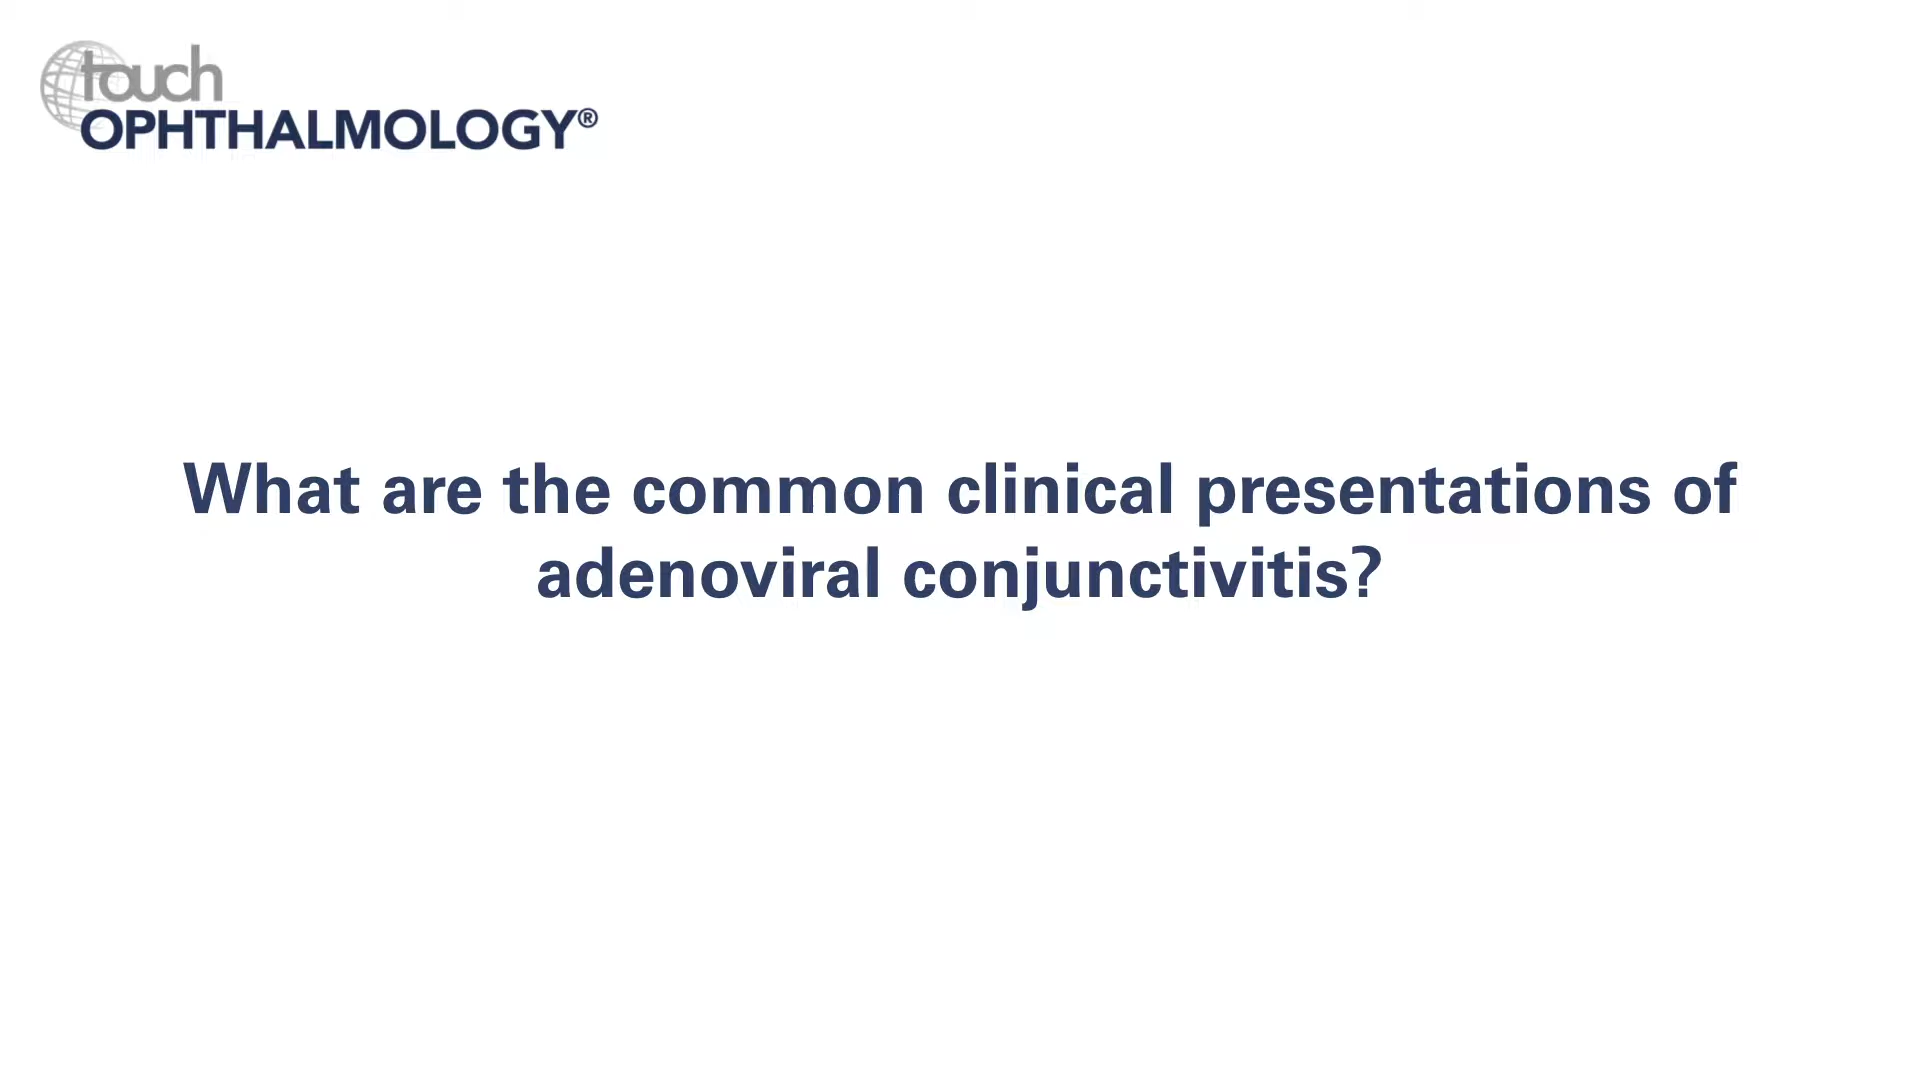 touch
OPHTHALMOLOGY®
What are the common clinical presentations of
adenoviral conjunctivitis?